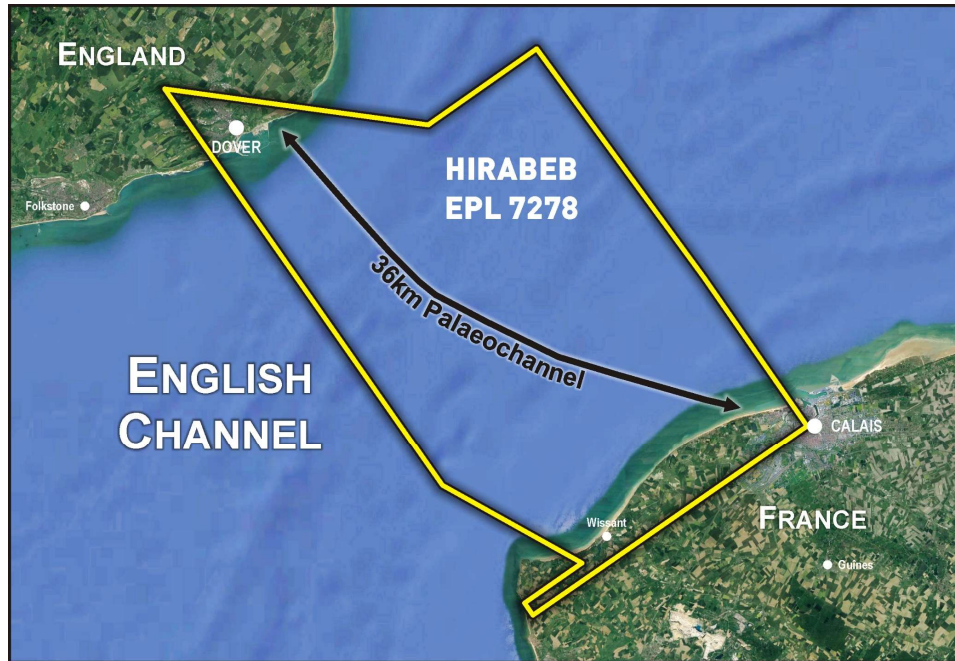 ENGLAND
DOVER
Folkstone
HIRABEB
EPL 7278
36km Palaeochannel
ENGLISH
CHANNEL
CALAIS
Wissant
FRANCE
Guines